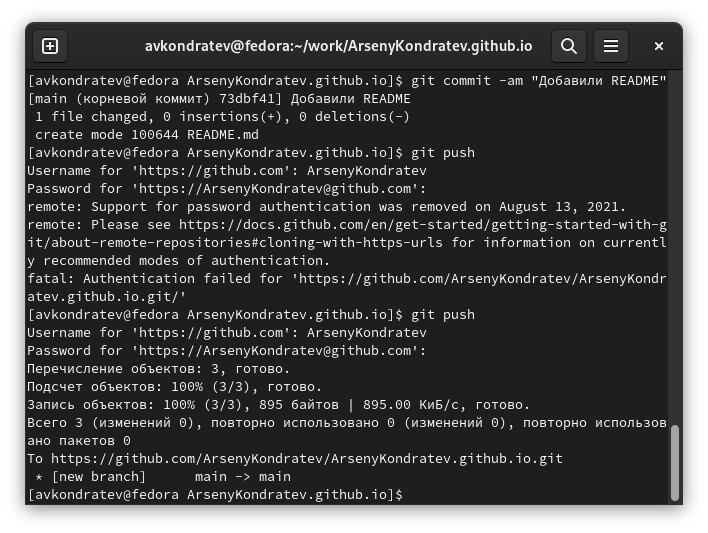 avkondratev@fedora:~/work/ArsenyKondratev.github.io
[avkondratev@fedora ArsenyKondratev.github.io]$ git commit -am "Добавили README"
[main (корневой коммит) 73dbf41] Добавили README
 1 file changed, 0 insertions(+), 0 deletions(-)
 create mode 100644 README.md
[avkondratev@fedora ArsenyKondratev.github.io]$ git push
Username for 'https://github.com': ArsenyKondratev
Password for 'https://ArsenyKondratev@github.com':
remote: Support for password authentication was removed on August 13, 2021.
remote: Please see https://docs.github.com/en/get-started/getting-started-with-g
it/about-remote-repositories#cloning-with-https-urls for information on currentl
y recommended modes of authentication.
fatal: Authentication failed for 'https://github.com/ArsenyKondratev/ArsenyKondr
atev.github.io.git/'
[avkondratev@fedora ArsenyKondratev.github.io]$ git push
Username for 'https://github.com': ArsenyKondratev
Password for 'https://ArsenyKondratev@github.com':
Перечисление объектов: 3, готово.
Подсчет объектов: 100% (3/3), готово.
Запись объектов: 100% (3/3), 895 байтов | 895.00 КиБ/с, готово.
Всего 3 (изменений 0), повторно использовано 0 (изменений 0), повторно использов
ано пакетов 0
To https://github.com/ArsenyKondratev/ArsenyKondratev.github.io.git
 * [new branch]      main -> main
[avkondratev@fedora ArsenyKondratev.github.io]$